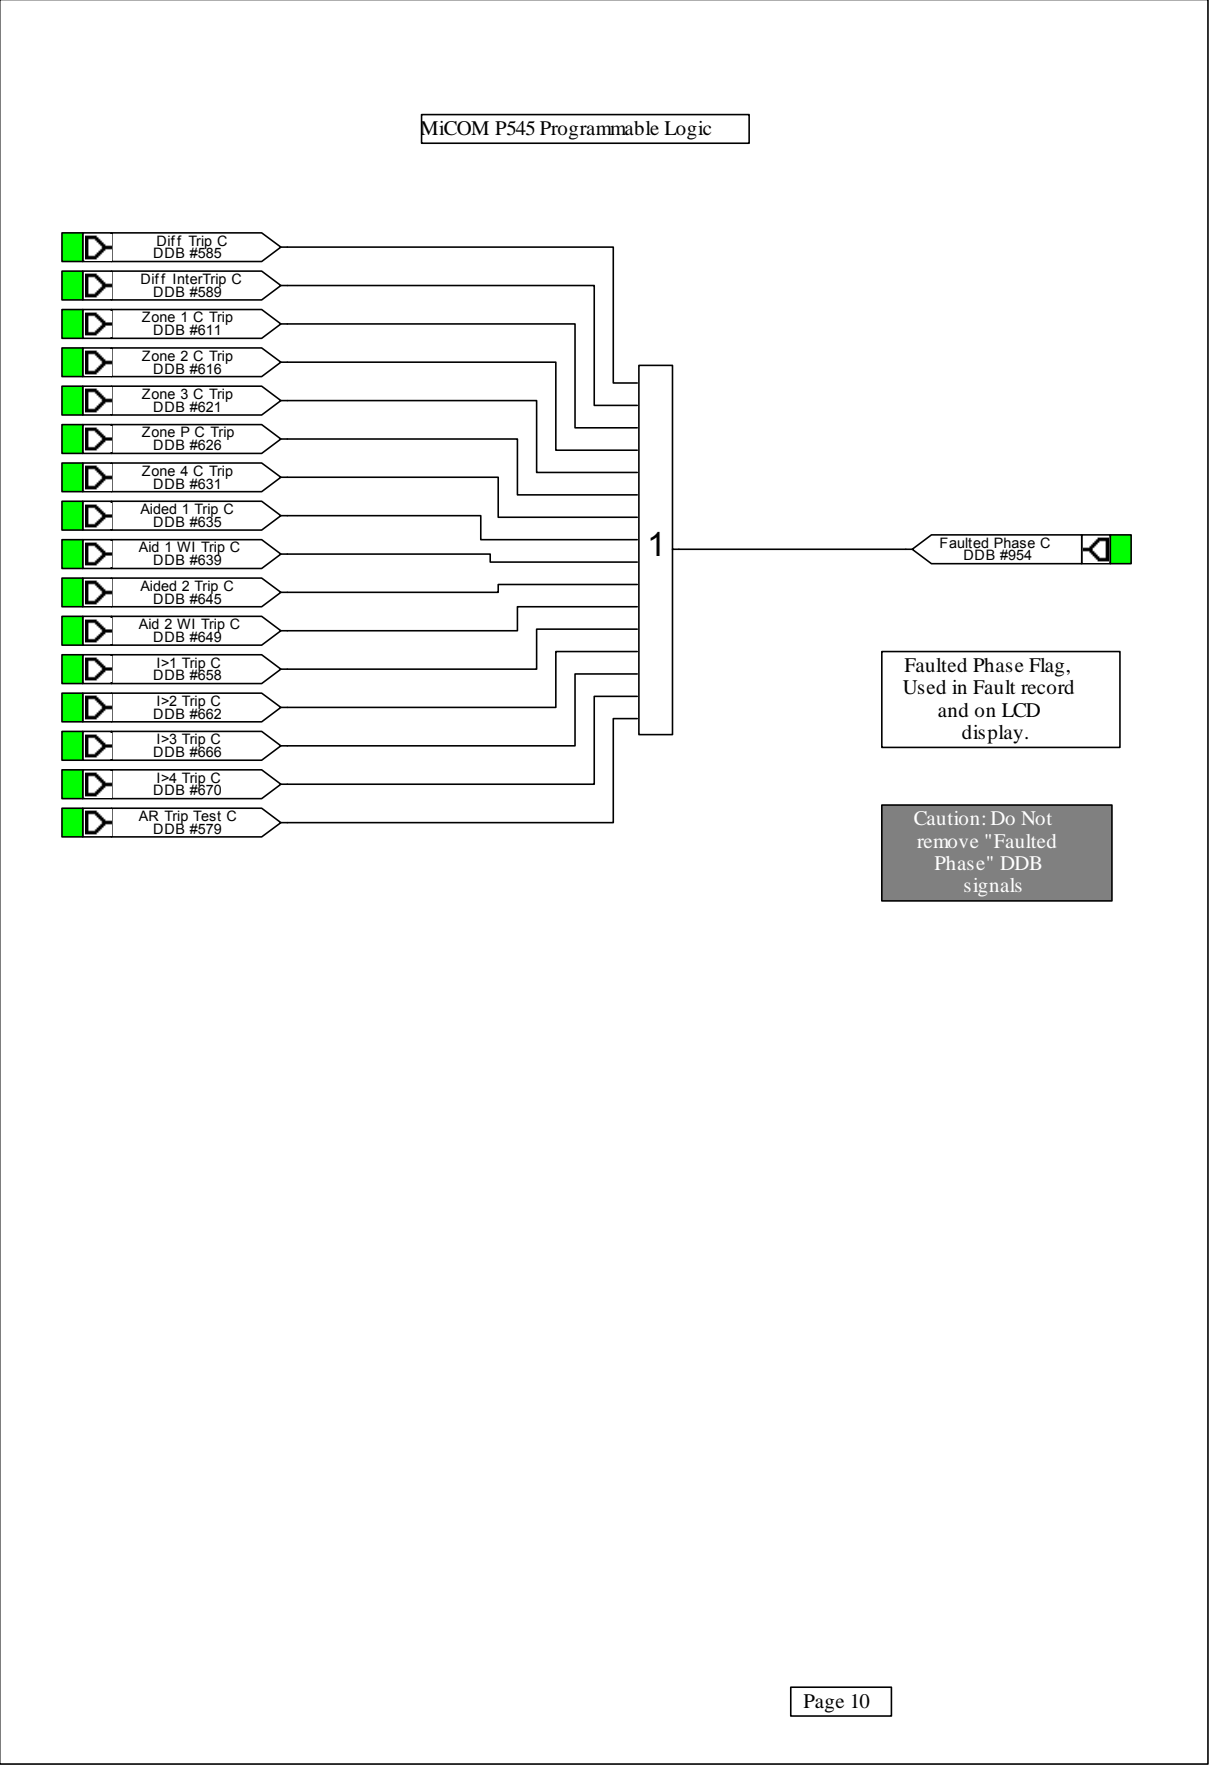 MiCOM P545 Programmable Logic
Diff Trip C
DDB #585
Diff InterTrip C
DDB #589
Zone 1 C Trip
DDB #611
Zone 2 C Trip
DDB #616
Zone 3 C Trip
DDB #621
Zone P C Trip
DDB #626
Zone 4 C Trip
DDB #631
Aided 1 Trip C
DDB #635
Aid 1 WI Trip C
DDB #639
Aided 2 Trip C
DDB #645
Aid 2 WI Trip C
DDB #649
I>1 Trip C
DDB #658
I>2 Trip C
DDB #662
I>3 Trip C
DDB #666
I>4 Trip C
DDB #670
AR Trip Test C
DDB #579
1
Faulted Phase C
DDB #954
Faulted Phase Flag,
Used in Fault record
and on LCD
display.
Caution: Do Not
remove "Faulted
Phase" DDB
signals
Page 10